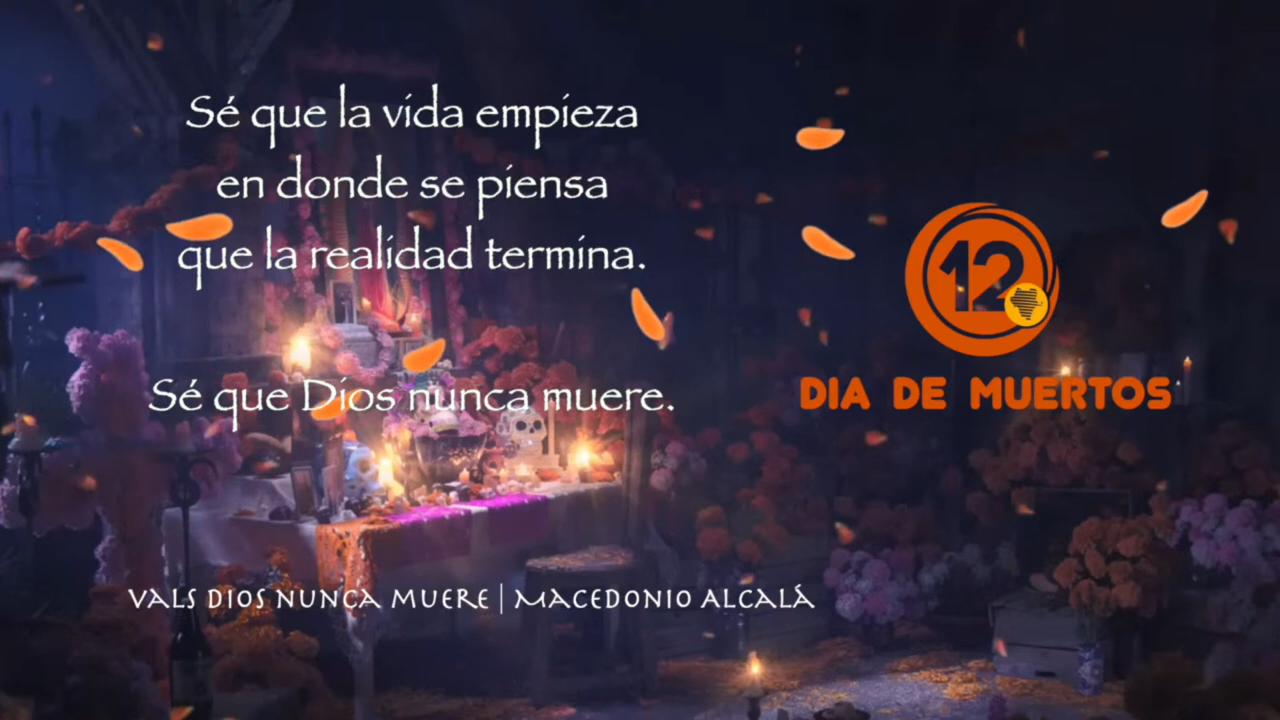 Sé que la vida empieza
en donde se piensa
que la realidad termina.
Sé que Dios nunca muere.
12
DIA DE MUERTOS
VALS DIOS NUNCA MUERE | MACEDONIO ALCALÁ